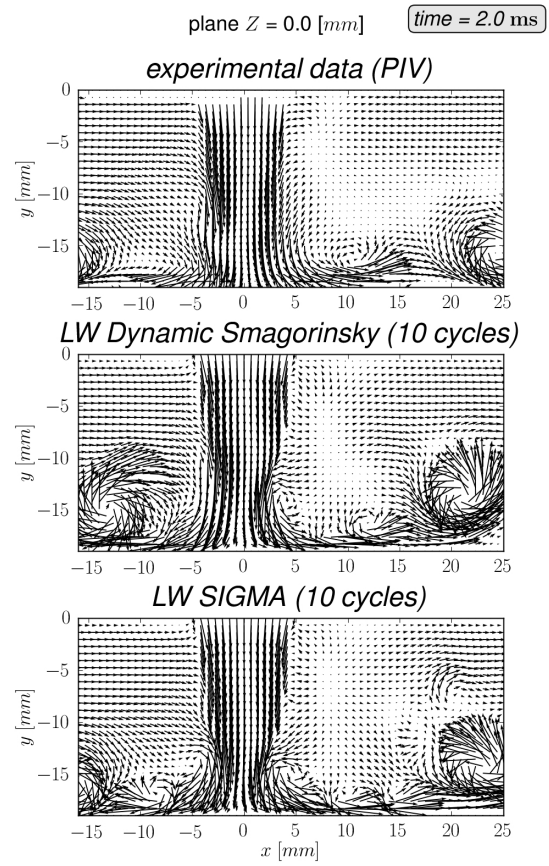 plane Z = 0.0 [mm]
time = 2.0 ms
experimental data (PIV)
0
−5
−10
−15
y [mm]
−15 −10 −5 0 5 10 15 20 25
LW Dynamic Smagorinsky (10 cycles)
0
−5
−10
−15
y [mm]
−15 −10 −5 0 5 10 15 20 25
LW SIGMA (10 cycles)
0
−5
−10
−15
y [mm]
−15 −10 −5 0 5 10 15 20 25
x [mm]